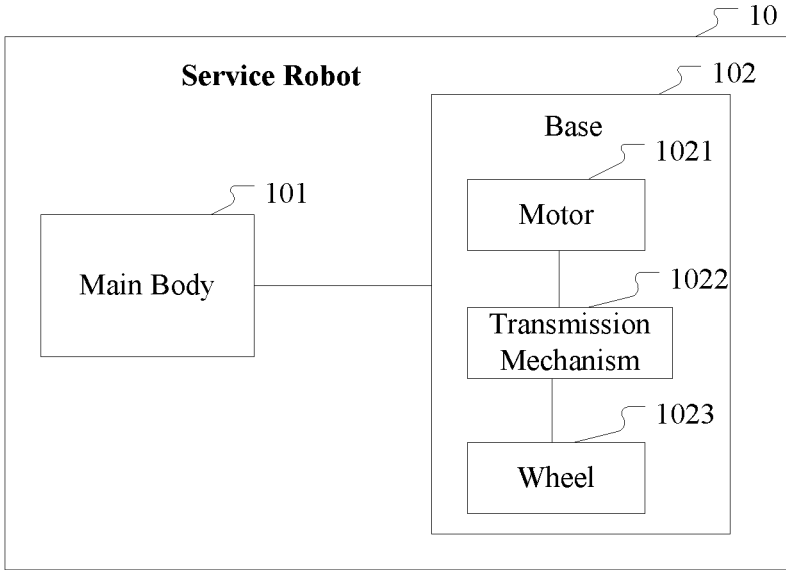 10
Service Robot
102
Base
1021
Motor
101
Main Body
1022
Transmission
Mechanism
1023
Wheel